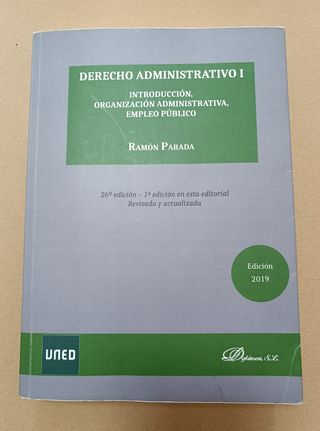 DERECHO ADMINISTRATIVO I
INTRODUCCIÓN,
ORGANIZACIÓN ADMINISTRATIVA,
EMPLEO PÚBLICO
RAMÓN PARADA
26ª edición – 1ª edición en esta editorial
Revisada y actualizada
Edición
2019
UNED
Dykinson, S.L.